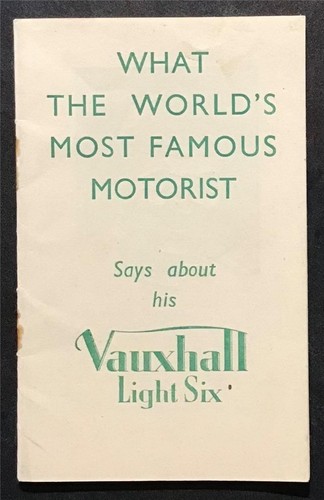 WHAT
THE WORLD'S
MOST FAMOUS
MOTORIST
Says about
his
Vauxhall
Light Six